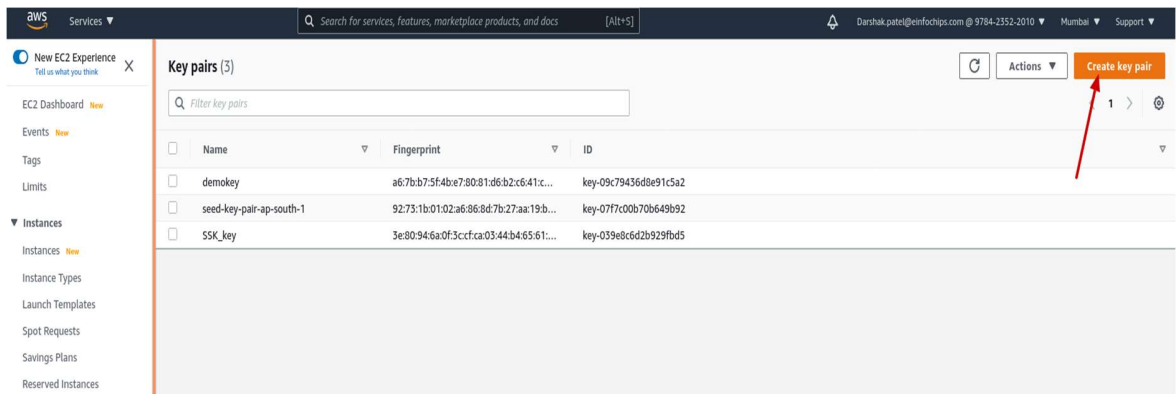 aws Services ▼ Search for services, features, marketplace products, and docs [Alt+S] Darshak.patel@einfochips.com @ 9784-2352-2010 ▼ Mumbai ▼ Support ▼
New EC2 Experience X
Tell us what you think
EC2 Dashboard New
Events New
Tags
Limits
▼ Instances
Instances New
Instance Types
Launch Templates
Spot Requests
Savings Plans
Reserved Instances
Key pairs (3) Actions ▼ Create key pair
Filter key pairs 1
Name Fingerprint ID
demokey a6:7b:b7:5f:4b:e7:80:81:d6:b2:c6:41:c... key-09c79436d8e91c5a2
seed-key-pair-ap-south-1 92:73:1b:01:02:a6:86:8d:7b:27:aa:19:b... key-07f7c00b70b649b92
SSK_key 3e:80:94:6a:0f:3c:cf:ca:03:44:b4:65:61:... key-039e8c6d2b929fbd5